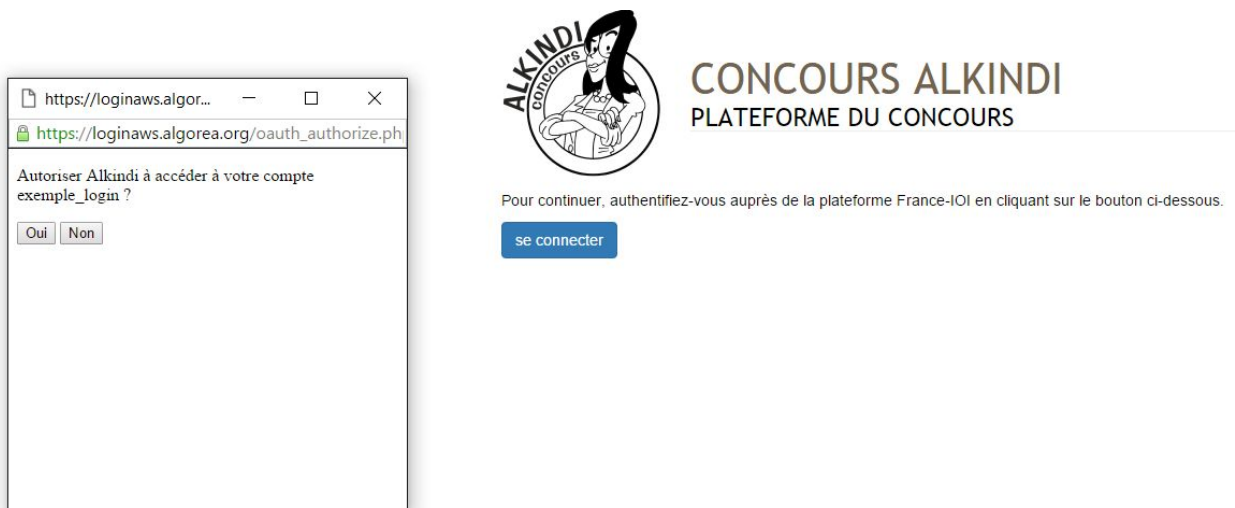 https://loginaws.algor...
https://loginaws.algorea.org/oauth_authorize.ph
Autoriser Alkindi à accéder à votre compte
exemple_login ?
Oui Non
ALKINDI
concours
CONCOURS ALKINDI
PLATEFORME DU CONCOURS
Pour continuer, authentifiez-vous auprès de la plateforme France-IOI en cliquant sur le bouton ci-dessous.
se connecter